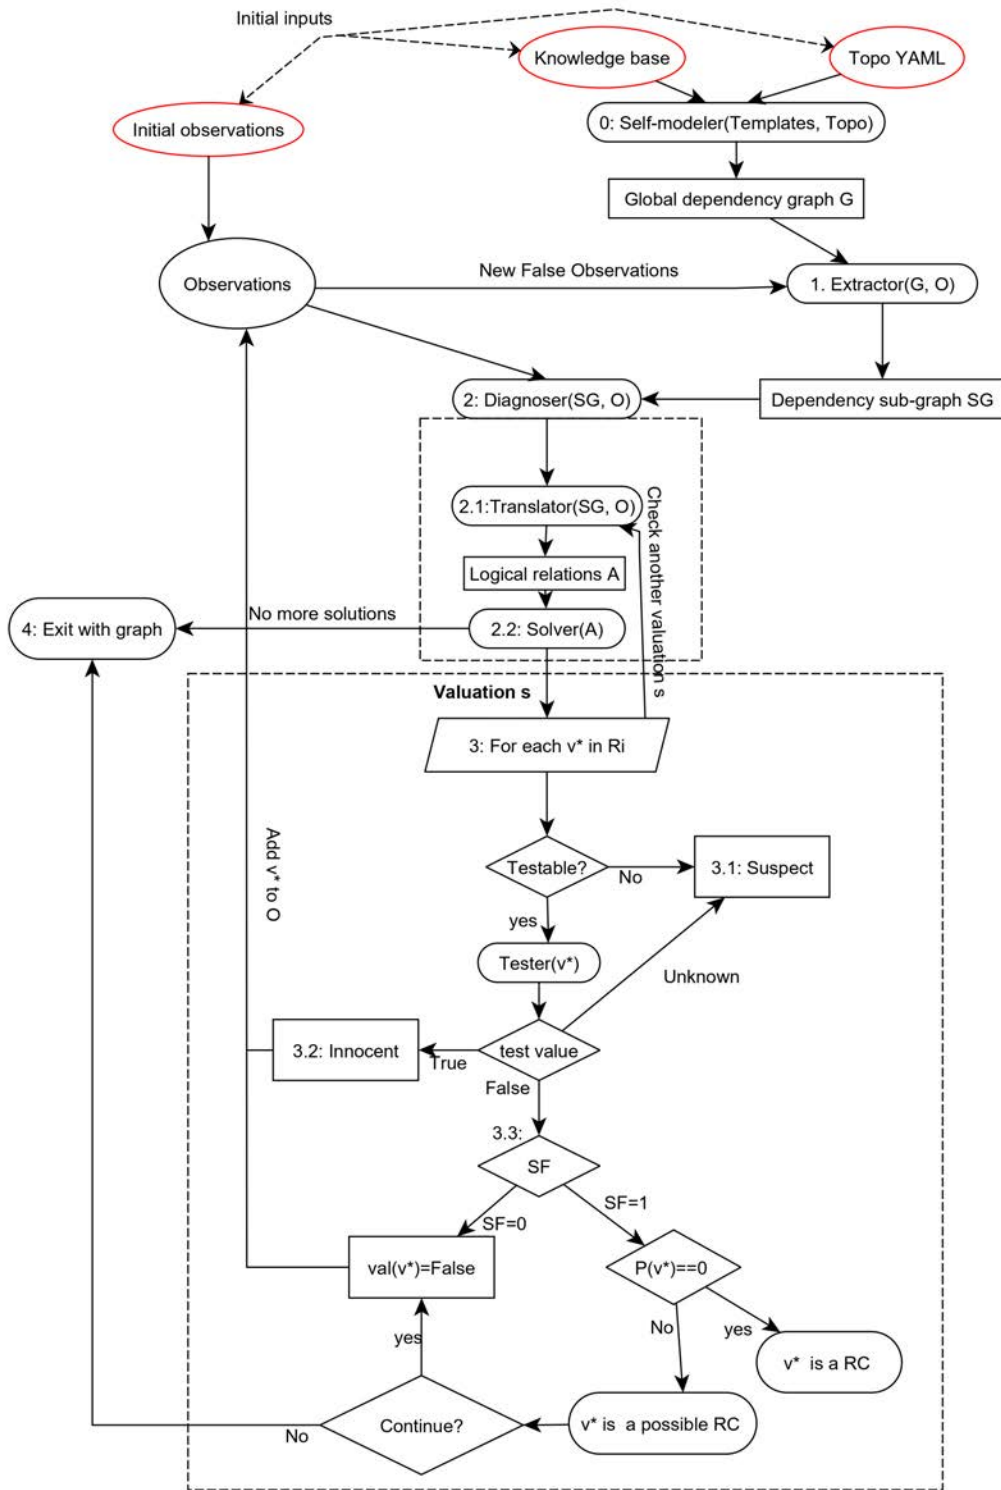 Initial inputs
Knowledge base
Topo YAML
Initial observations
0: Self-modeler(Templates, Topo)
Global dependency graph G
Observations
New False Observations
1. Extractor(G, O)
2: Diagnoser(SG, O)
Dependency sub-graph SG
2.1:Translator(SG, O)
Check another valuation s
Logical relations A
No more solutions
4: Exit with graph
2.2: Solver(A)
Valuation s
3: For each v* in Ri
Add v* to O
Testable?
No
3.1: Suspect
yes
Tester(v*)
Unknown
3.2: Innocent
True
test value
False
3.3:
SF
SF=0
SF=1
val(v*)=False
P(v*)==0
yes
No
yes
v* is a RC
No
Continue?
v* is a possible RC